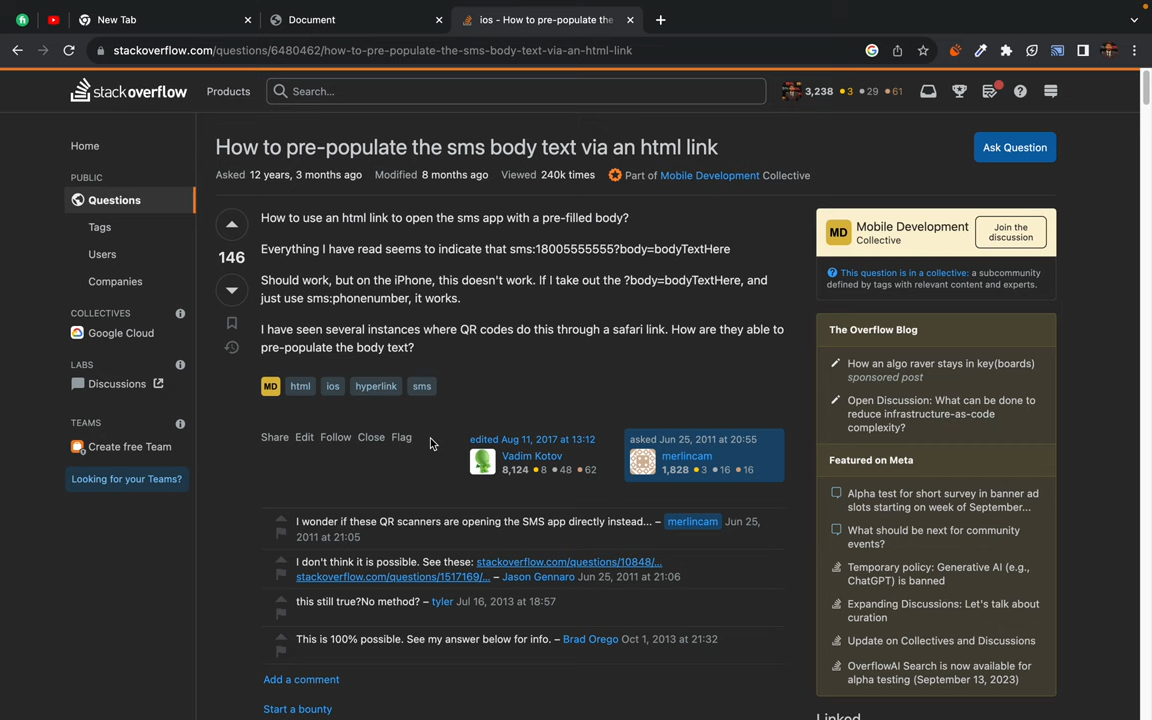 New Tab
Document
ios - How to pre-populate the
stackoverflow.com/questions/6480462/how-to-pre-populate-the-sms-body-text-via-an-html-link
stackoverflow
Products
Search...
3,238 3 29 61
Home
PUBLIC
Questions
Tags
Users
Companies
COLLECTIVES
Google Cloud
LABS
Discussions
TEAMS
Create free Team
Looking for your Teams?
How to pre-populate the sms body text via an html link
Ask Question
Asked 12 years, 3 months ago Modified 8 months ago Viewed 240k times Part of Mobile Development Collective
146
How to use an html link to open the sms app with a pre-filled body?
Everything I have read seems to indicate that sms:18005555555?body=bodyTextHere
Should work, but on the iPhone, this doesn't work. If I take out the ?body=bodyTextHere, and
just use sms:phonenumber, it works.
I have seen several instances where QR codes do this through a safari link. How are they able to
pre-populate the body text?
MD html ios hyperlink sms
Share Edit Follow Close Flag
edited Aug 11, 2017 at 13:12
Vadim Kotov
8,124 8 48 62
asked Jun 25, 2011 at 20:55
merlincam
1,828 3 16 16
I wonder if these QR scanners are opening the SMS app directly instead... – merlincam Jun 25,
2011 at 21:05
I don't think it is possible. See these: stackoverflow.com/questions/10848/...
stackoverflow.com/questions/1517169/... – Jason Gennaro Jun 25, 2011 at 21:06
this still true?No method? – tyler Jul 16, 2013 at 18:57
This is 100% possible. See my answer below for info. – Brad Orego Oct 1, 2013 at 21:32
Add a comment
Start a bounty
MD
Mobile Development
Collective
Join the
discussion
This question is in a collective: a subcommunity
defined by tags with relevant content and experts.
The Overflow Blog
How an algo raver stays in key(boards)
sponsored post
Open Discussion: What can be done to
reduce infrastructure-as-code
complexity?
Featured on Meta
Alpha test for short survey in banner ad
slots starting on week of September...
What should be next for community
events?
Temporary policy: Generative AI (e.g.,
ChatGPT) is banned
Expanding Discussions: Let's talk about
curation
Update on Collectives and Discussions
OverflowAI Search is now available for
alpha testing (September 13, 2023)
Linked